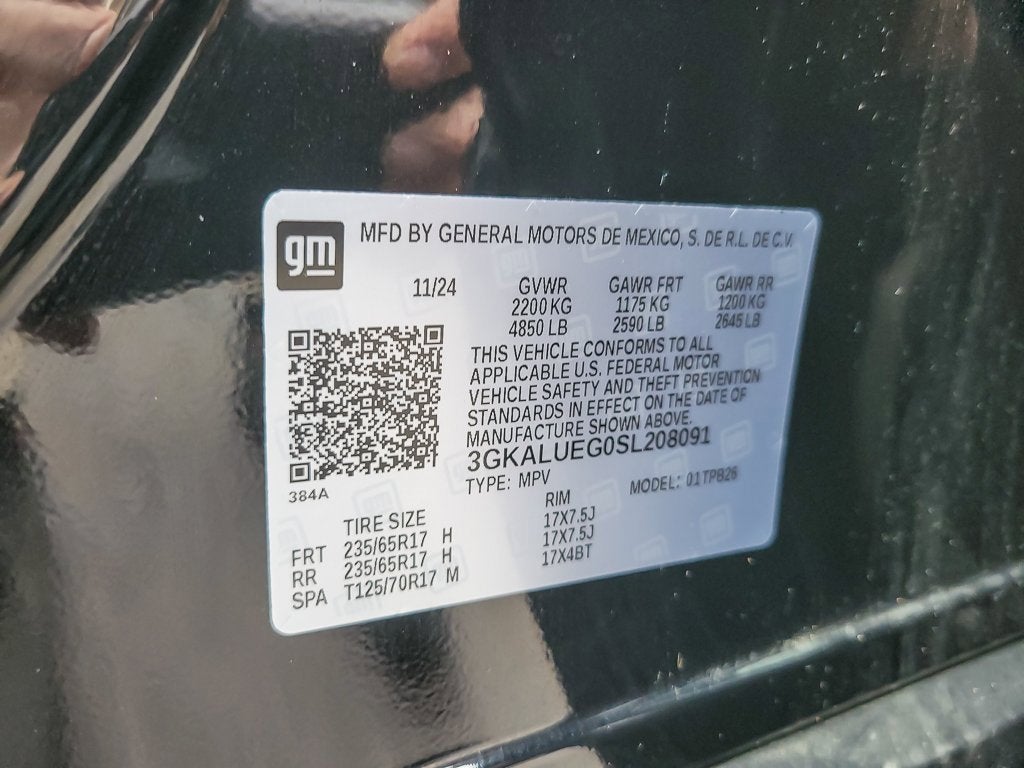 gm
MFD BY GENERAL MOTORS DE MEXICO, S. DE R.L. DE C.V.
11/24 GVWR GAWR FRT GAWR RR
2200 KG 1175 KG 1200 KG
4850 LB 2590 LB 2645 LB
THIS VEHICLE CONFORMS TO ALL
APPLICABLE U.S. FEDERAL MOTOR
VEHICLE SAFETY AND THEFT PREVENTION
STANDARDS IN EFFECT ON THE DATE OF
MANUFACTURE SHOWN ABOVE.
3GKALUEG0SL208091
TYPE: MPV MODEL: 01TPB26
384A
TIRE SIZE RIM
FRT 235/65R17 H 17X7.5J
RR 235/65R17 H 17X7.5J
SPA T125/70R17 M 17X4BT